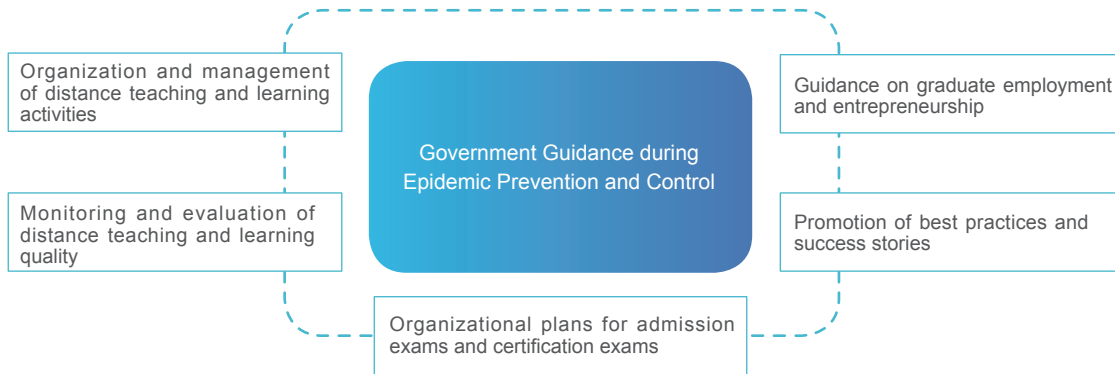 Organization and management
of distance teaching and learning
activities
Guidance on graduate employment
and entrepreneurship
Government Guidance during
Epidemic Prevention and Control
Monitoring and evaluation of
distance teaching and learning
quality
Promotion of best practices and
success stories
Organizational plans for admission
exams and certification exams